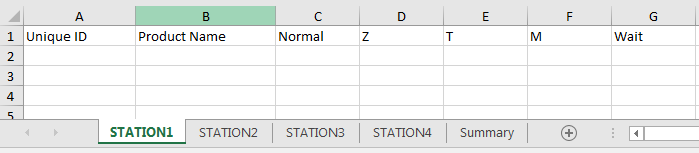 A B C D E F G
1 Unique ID Product Name Normal Z T M Wait
2
3
4
5
STATION1 STATION2 STATION3 STATION4 Summary